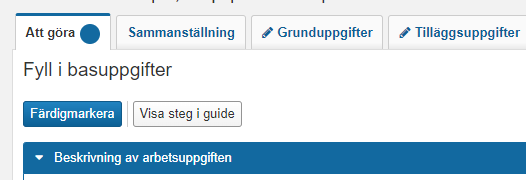 Att göra
Sammanställning
Grunduppgifter
Tilläggsuppgifter
Fyll i basuppgifter
Färdigmarkera
Visa steg i guide
Beskrivning av arbetsuppgiften